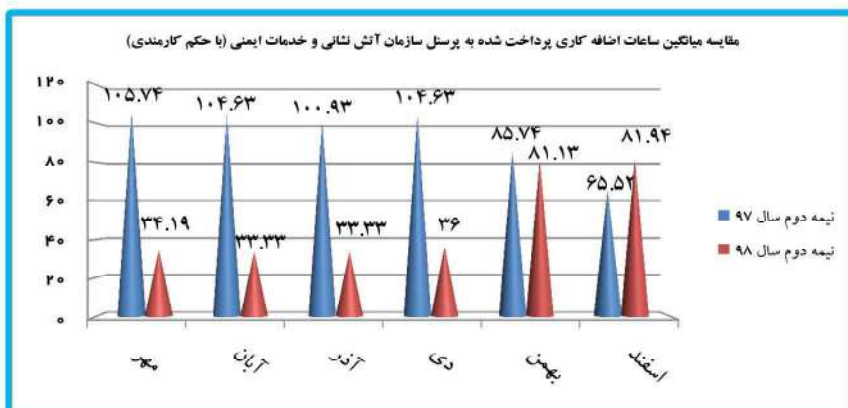 مقایسه میانگین ساعات اضافه کاری پرداخت شده به پرسنل سازمان آتش نشانی و خدمات ایمنی (با حکم کارمندی)
۱۲۰
۱۰۰
۸۰
۶۰
۴۰
۲۰
۰
۱۰۵.۷۴
۳۴.۱۹
۱۰۴.۶۳
۳۳.۳۳
۱۰۰.۹۳
۳۳.۳۳
۱۰۴.۶۳
۳۶
۸۵.۷۴
۸۱.۱۳
۶۵.۵۲
۸۱.۹۴
مهر
آبان
آذر
دی
بهمن
اسفند
نیمه دوم سال ۹۷
نیمه دوم سال ۹۸